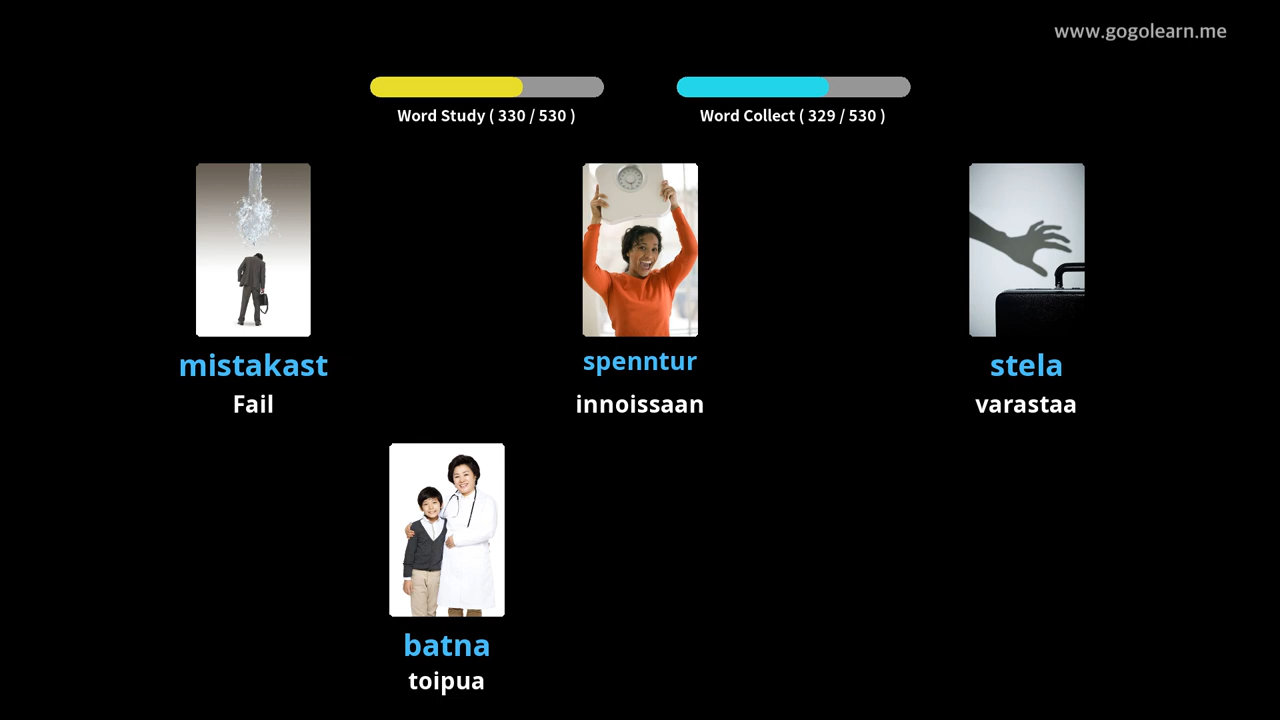 www.gogolearn.me
Word Study ( 330 / 530 )
Word Collect ( 329 / 530 )
mistakast
Fail
spenntur
innoissaan
stela
varastaa
batna
toipua